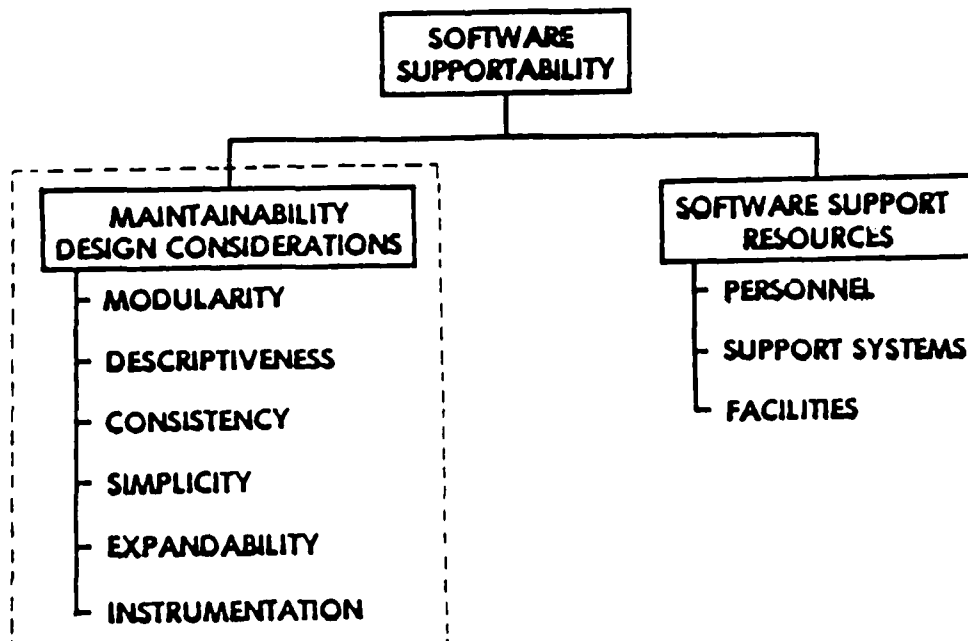 SOFTWARE
SUPPORTABILITY
MAINTAINABILITY
DESIGN CONSIDERATIONS
MODULARITY
DESCRIPTIVENESS
CONSISTENCY
SIMPLICITY
EXPANDABILITY
INSTRUMENTATION
SOFTWARE SUPPORT
RESOURCES
PERSONNEL
SUPPORT SYSTEMS
FACILITIES